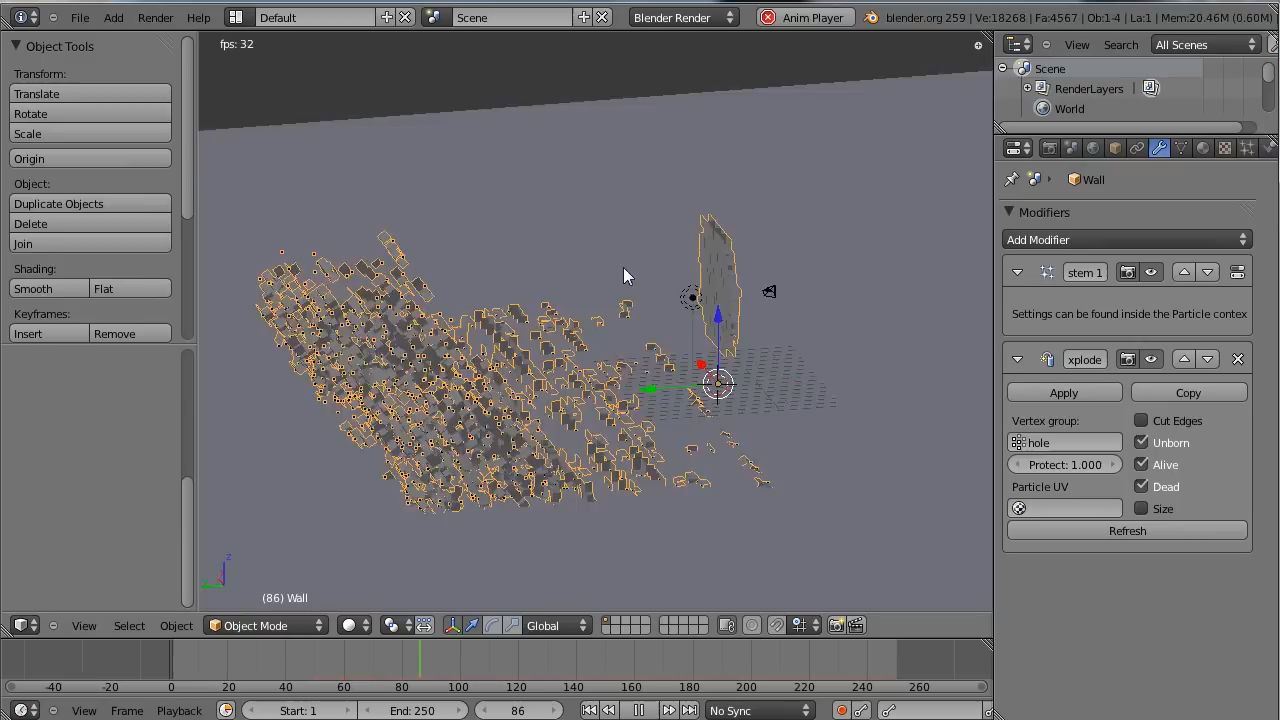 File Add Render Help Default Scene Blender Render Anim Player blender.org 259 | Ve:18268 | Fa:4567 | Ob:1-4 | La:1 | Mem:20.46M (0.60M)
Object Tools
Transform:
Translate
Rotate
Scale
Origin
Object:
Duplicate Objects
Delete
Join
Shading:
Smooth Flat
Keyframes:
Insert Remove
fps: 32
z
(86) Wall
View Select Object Object Mode Global
-40 -20 0 20 40 60 80 100 120 140 160 180 200 220 240 260
View Frame Playback Start: 1 End: 250 86 No Sync
View Search All Scenes
Scene
RenderLayers |
World
Wall
Modifiers
Add Modifier
stem 1
Settings can be found inside the Particle contex
xplode
Apply Copy
Vertex group: Cut Edges
hole Unborn
Protect: 1.000 Alive
Particle UV Dead
Size
Refresh